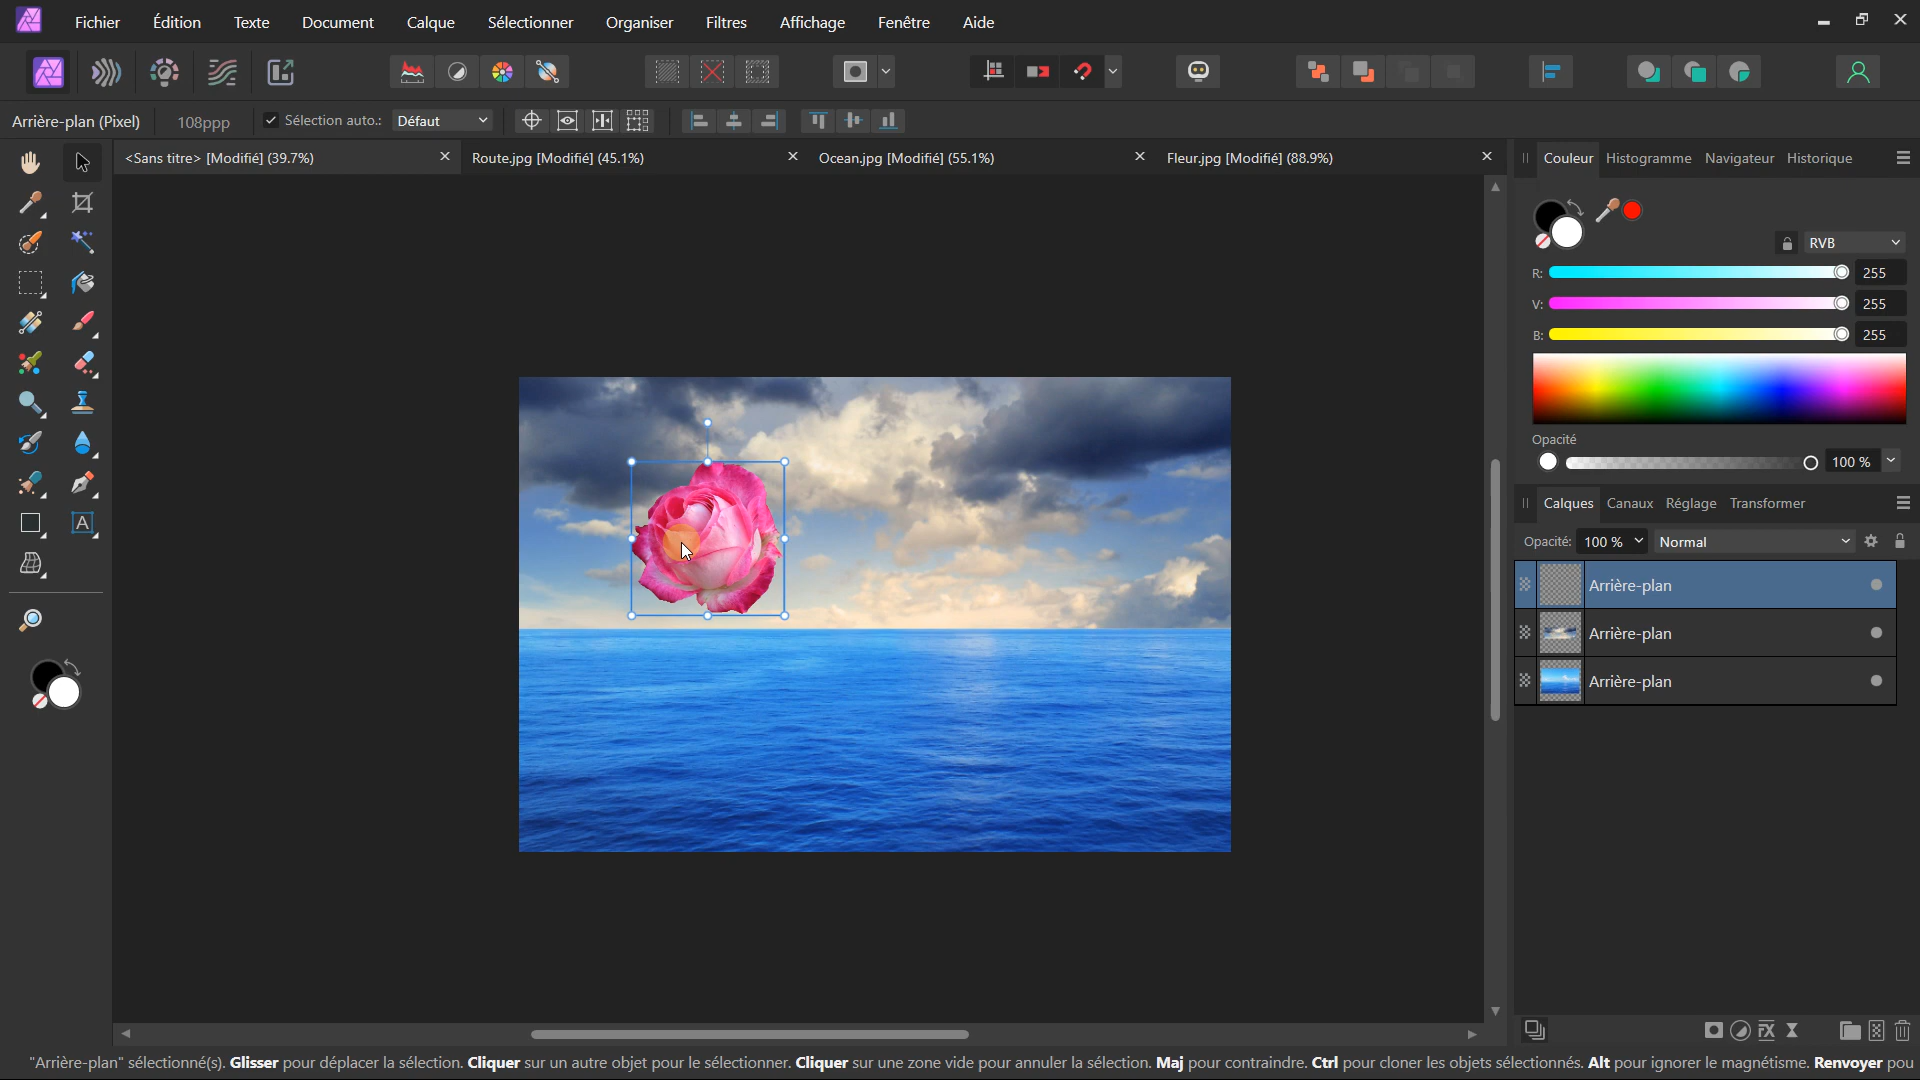 Fichier Édition Texte Document Calque Sélectionner Organiser Filtres Affichage Fenêtre Aide
Arrière-plan (Pixel) 108ppp Sélection auto.: Défaut
<Sans titre> [Modifié] (39.7%) Route.jpg [Modifié] (45.1%) Ocean.jpg [Modifié] (55.1%) Fleur.jpg [Modifié] (88.9%)
Couleur Histogramme Navigateur Historique
RVB
R: 255
V: 255
B: 255
Opacité
100 %
Calques Canaux Réglage Transformer
Opacité: 100 % Normal
Arrière-plan
Arrière-plan
Arrière-plan
A
"Arrière-plan" sélectionné(s). Glisser pour déplacer la sélection. Cliquer sur un autre objet pour le sélectionner. Cliquer sur une zone vide pour annuler la sélection. Maj pour contraindre. Ctrl pour cloner les objets sélectionnés. Alt pour ignorer le magnétisme. Renvoyer pou